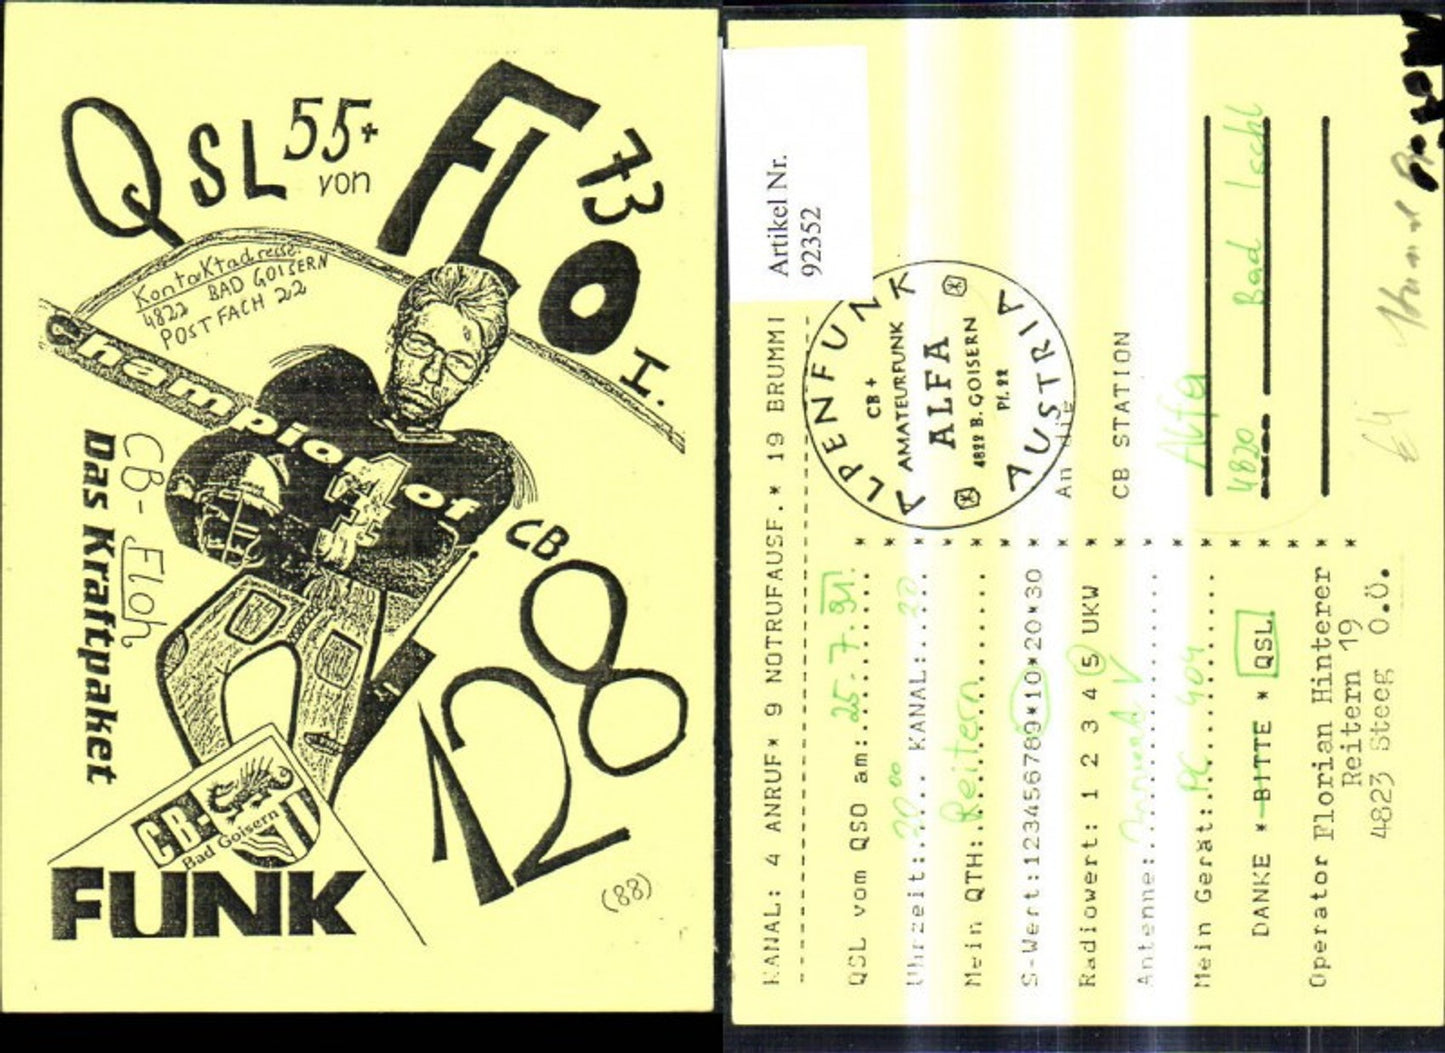 QSL 55+
von
FLO I.
73
Kontaktadresse:
4822 BAD GOISERN
POSTFACH 22
Champion of
CB-Floh
Das Kraftpaket
CB
128
CB-
Bad Goisern
FUNK
(88)
Artikel Nr.
92352
KANAL: 4 ANRUF* 9 NOTRUFAUSF.* 19 BRUMMI
ALPENFUNK
CB+
AMATEURFUNK
ALFA
4822 B. GOISERN
Pf. 22
AUSTRIA
QSL vom QSO am: 25.7.91
Uhrzeit: 20 00 KANAL: 20
Mein QTH: Reitern
S-Wert:123456789*10*20*30
Radiowert: 1 2 3 4 5 UKW
Antenne: V
Mein Gerät: PC 404
DANKE * BITTE * QSL
Operator Florian Hinterer
Reitern 19
4823 Steeg O.Ö.
An die
CB STATION
4820 Bad Ischl